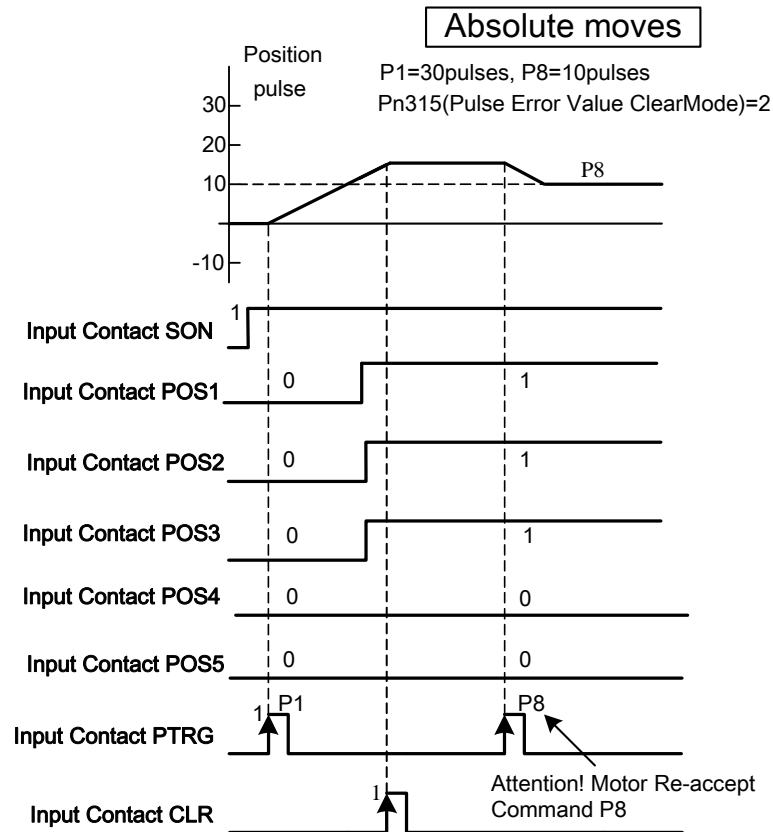 Absolute moves
Position
pulse
P1=30pulses, P8=10pulses
Pn315(Pulse Error Value ClearMode)=2
30
20
10
P8
-10
1
Input Contact SON
Input Contact POS1
0
1
Input Contact POS2
0
1
Input Contact POS3
0
1
Input Contact POS4
0
0
Input Contact POS5
0
0
Input Contact PTRG
1
P1
P8
Attention! Motor Re-accept
Command P8
Input Contact CLR
1